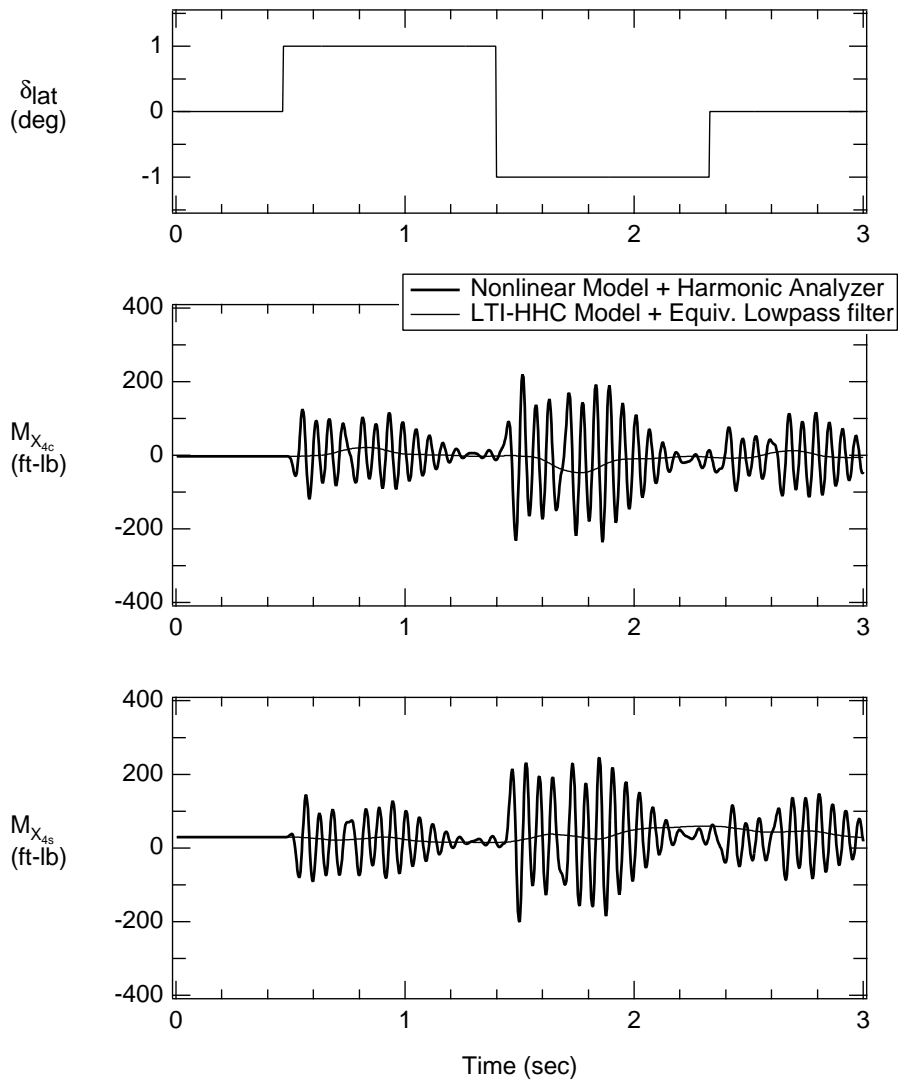 1
0
-1
δlat
(deg)
0 1 2 3
Nonlinear Model + Harmonic Analyzer
LTI-HHC Model + Equiv. Lowpass filter
400
200
0
-200
-400
MX4c
(ft-lb)
0 1 2 3
400
200
0
-200
-400
MX4s
(ft-lb)
0 1 2 3
Time (sec)